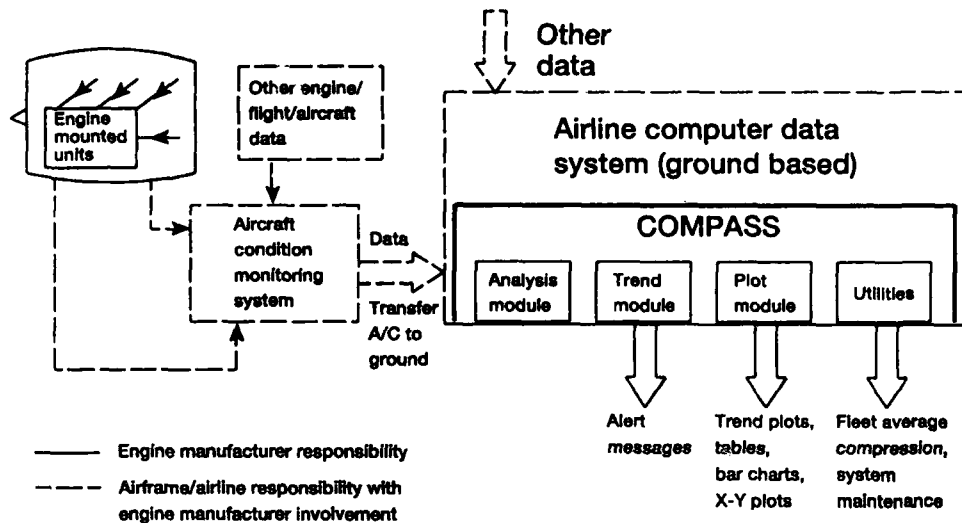 Other
data
Engine
mounted
units
Other engine/
flight/aircraft
data
Airline computer data
system (ground based)
Aircraft
condition
monitoring
system
Data
Transfer
A/C to
ground
COMPASS
Analysis
module
Trend
module
Plot
module
Utilities
Alert
messages
Trend plots,
tables,
bar charts,
X-Y plots
Fleet average
compression,
system
maintenance
Engine manufacturer responsibility
Airframe/airline responsibility with
engine manufacturer involvement